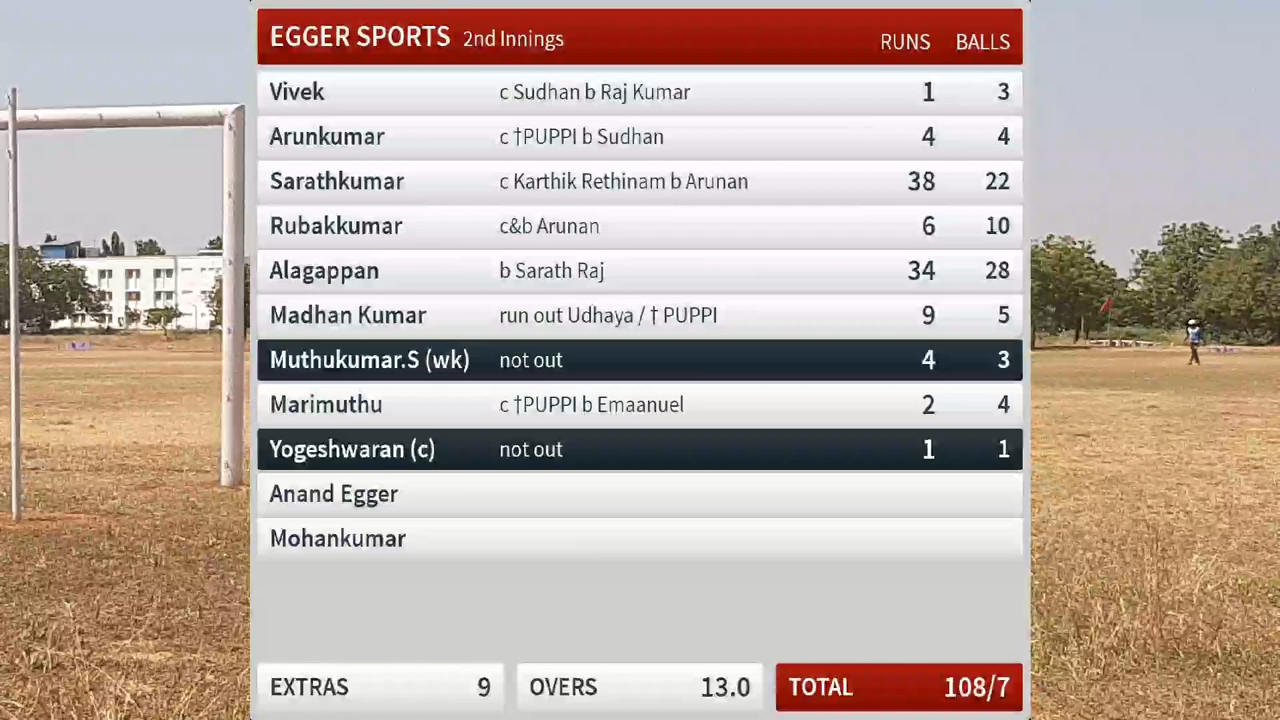 EGGER SPORTS 2nd Innings RUNS BALLS
Vivek c Sudhan b Raj Kumar 1 3
Arunkumar c †PUPPI b Sudhan 4 4
Sarathkumar c Karthik Rethinam b Arunan 38 22
Rubakkumar c&b Arunan 6 10
Alagappan b Sarath Raj 34 28
Madhan Kumar run out Udhaya / † PUPPI 9 5
Muthukumar.S (wk) not out 4 3
Marimuthu c †PUPPI b Emaanuel 2 4
Yogeshwaran (c) not out 1 1
Anand Egger
Mohankumar
EXTRAS 9 OVERS 13.0 TOTAL 108/7